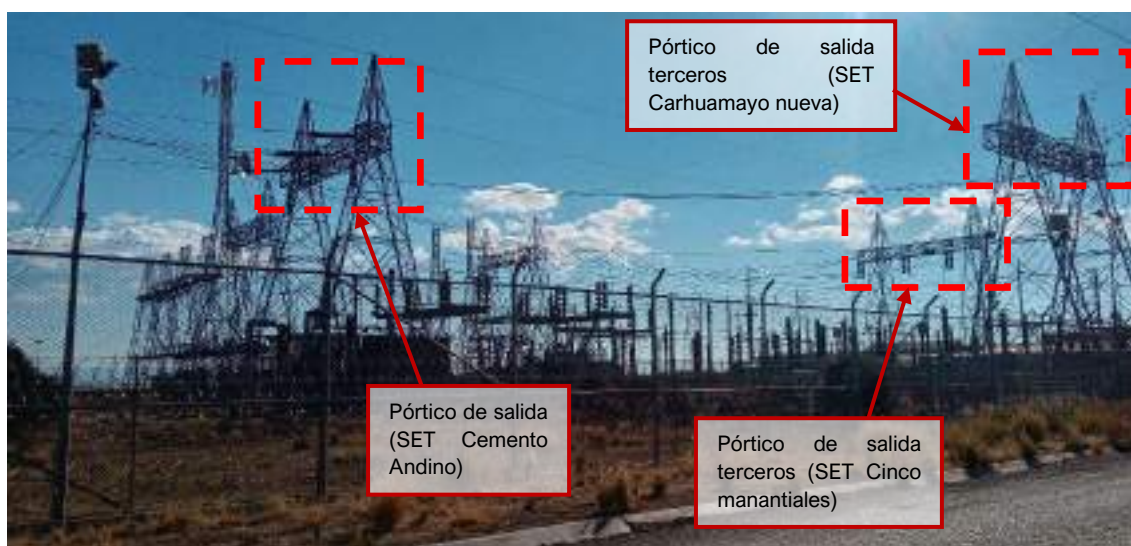 Pórtico de salida
terceros (SET
Carhuamayo nueva)
Pórtico de salida
(SET Cemento
Andino)
Pórtico de salida
terceros (SET Cinco
manantiales)